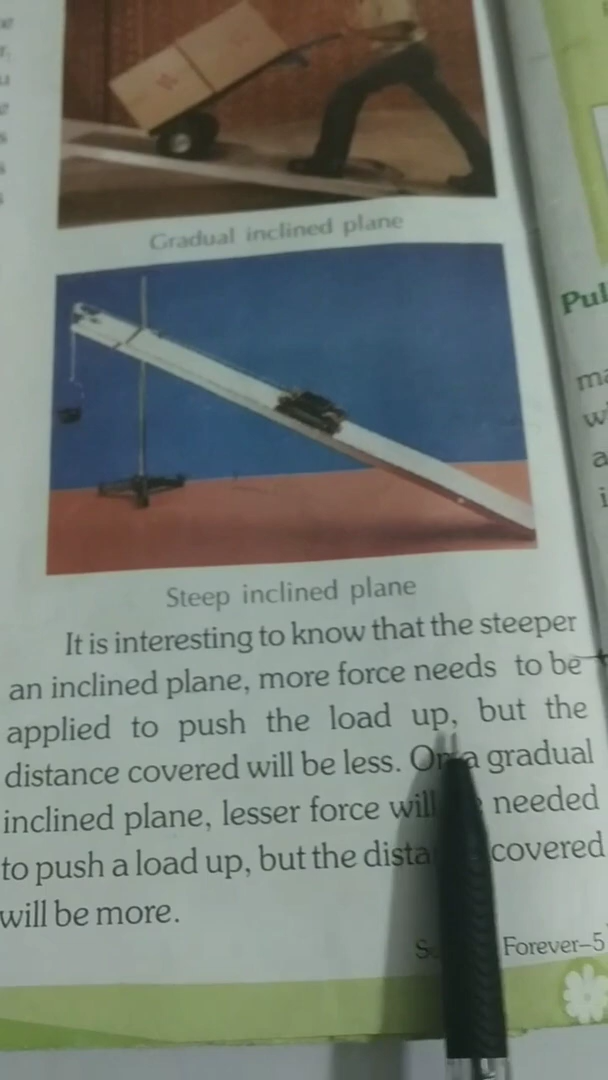 Gradual inclined plane
Steep inclined plane
It is interesting to know that the steeper
an inclined plane, more force needs to be
applied to push the load up, but the
distance covered will be less. On a gradual
inclined plane, lesser force will needed
to push a load up, but the covered
will be more.
Forever–5